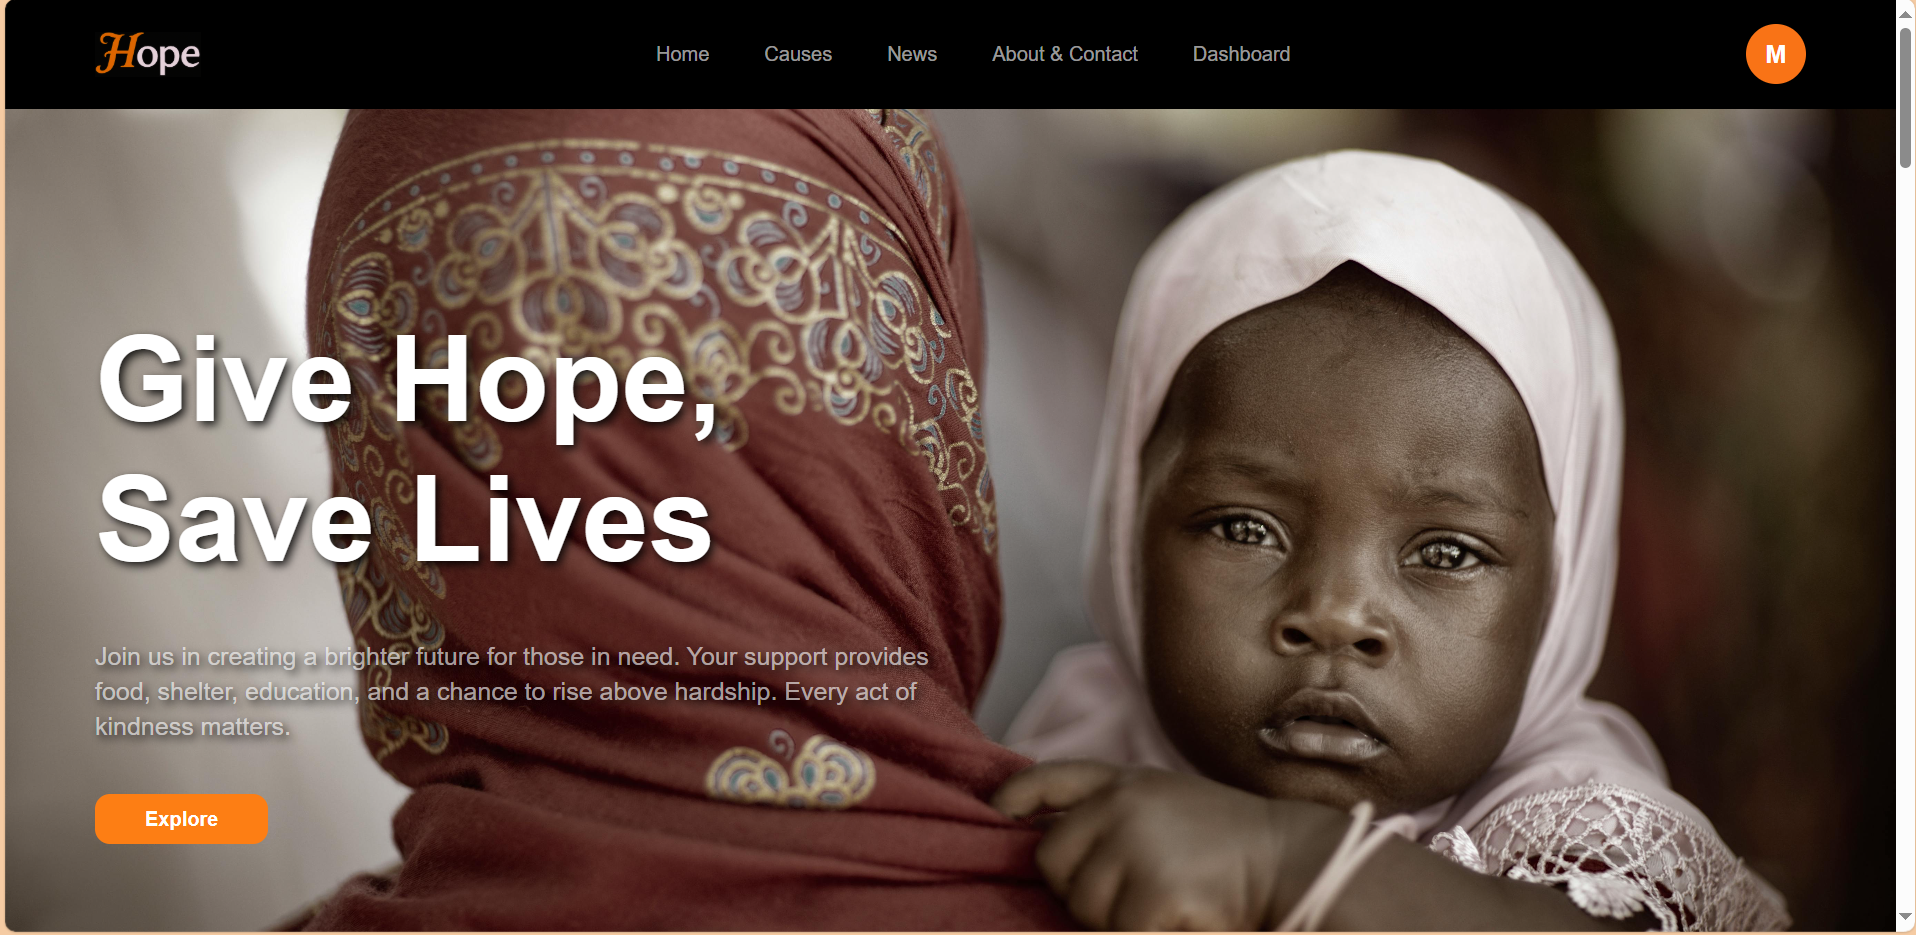 Hope
Home
Causes
News
About & Contact
Dashboard
M
Give Hope,
Save Lives
Join us in creating a brighter future for those in need. Your support provides
food, shelter, education, and a chance to rise above hardship. Every act of
kindness matters.
Explore